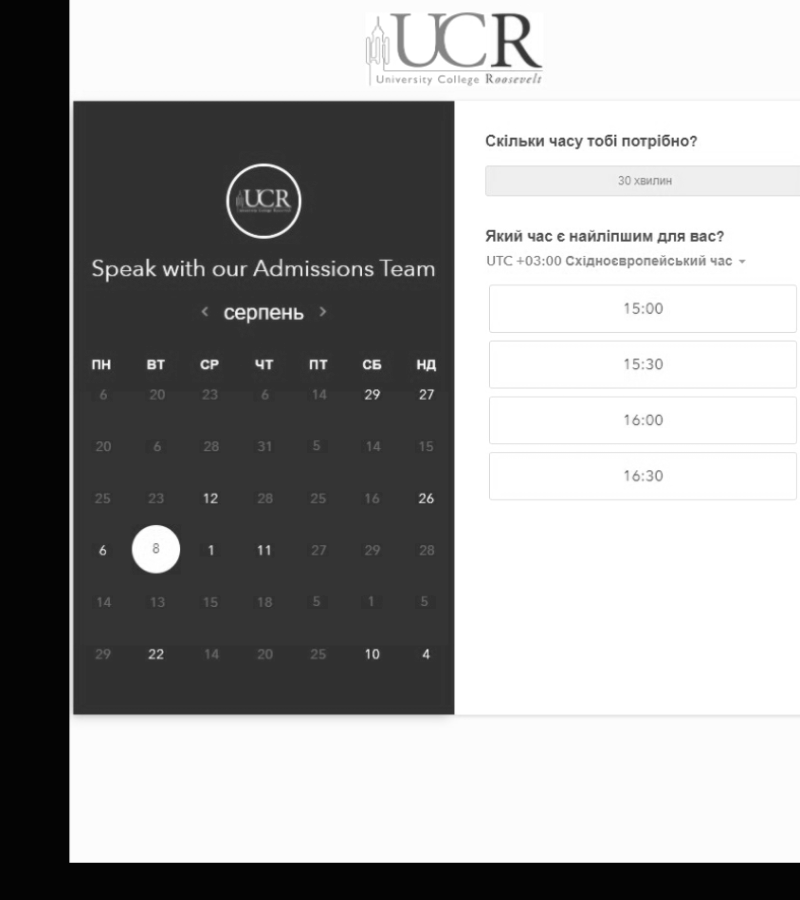 UCR
University College Roosevelt
UCR
Speak with our Admissions Team
< серпень >
ПН ВТ СР ЧТ ПТ СБ НД
6 20 23 6 14 29 27
20 6 28 31 5 14 15
25 23 12 28 25 16 26
6 8 1 11 27 29 28
14 13 15 18 5 1 5
29 22 14 20 25 10 4
Скільки часу тобі потрібно?
30 хвилин
Який час є найліпшим для вас?
UTC +03:00 Східноєвропейський час
15:00
15:30
16:00
16:30